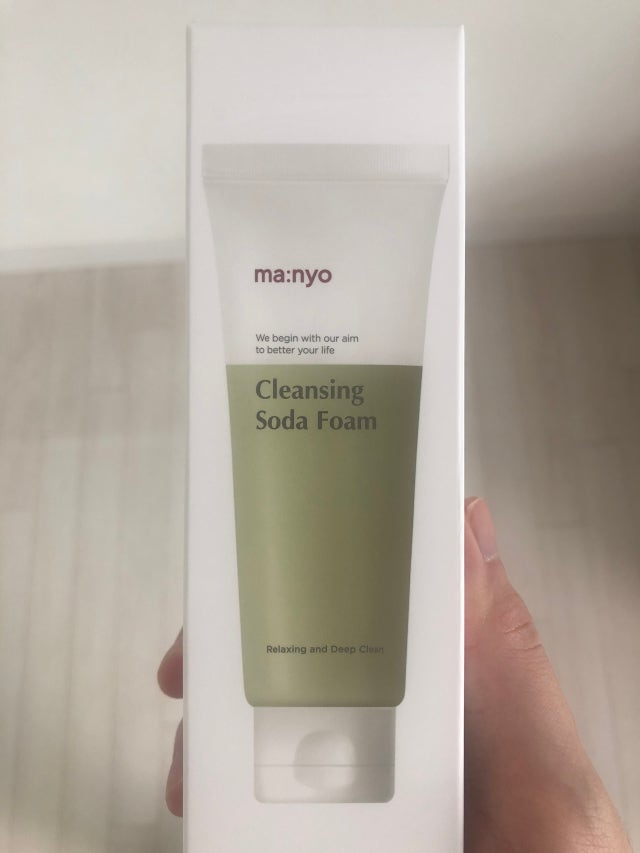 ma:nyo
We begin with our aim
to better your life
Cleansing
Soda Foam
Relaxing and Deep Clean